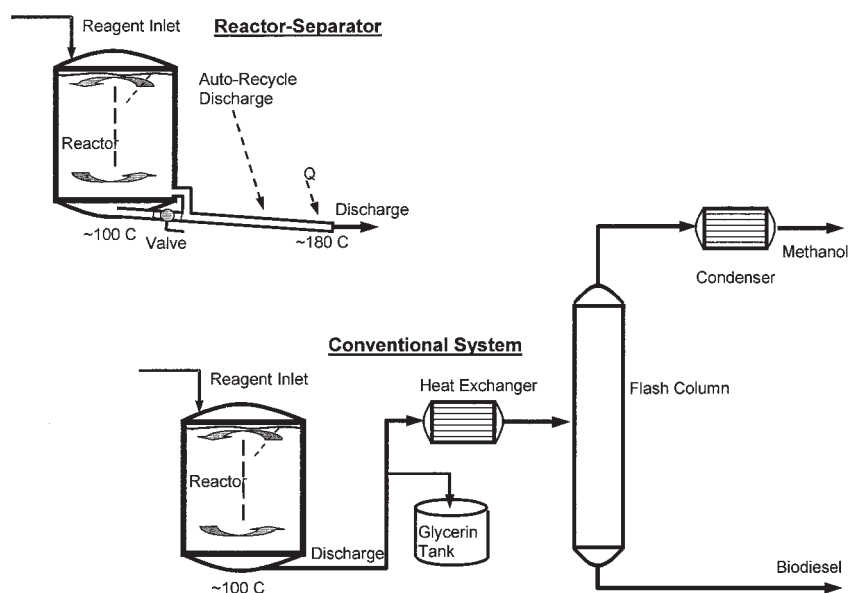 Reagent Inlet
Reactor-Separator
Auto-Recycle
Discharge
Reactor
Q
Discharge
~100 C
Valve
~180 C
Methanol
Condenser
Conventional System
Reagent Inlet
Heat Exchanger
Flash Column
Reactor
Glycerin
Tank
Discharge
Biodiesel
~100 C